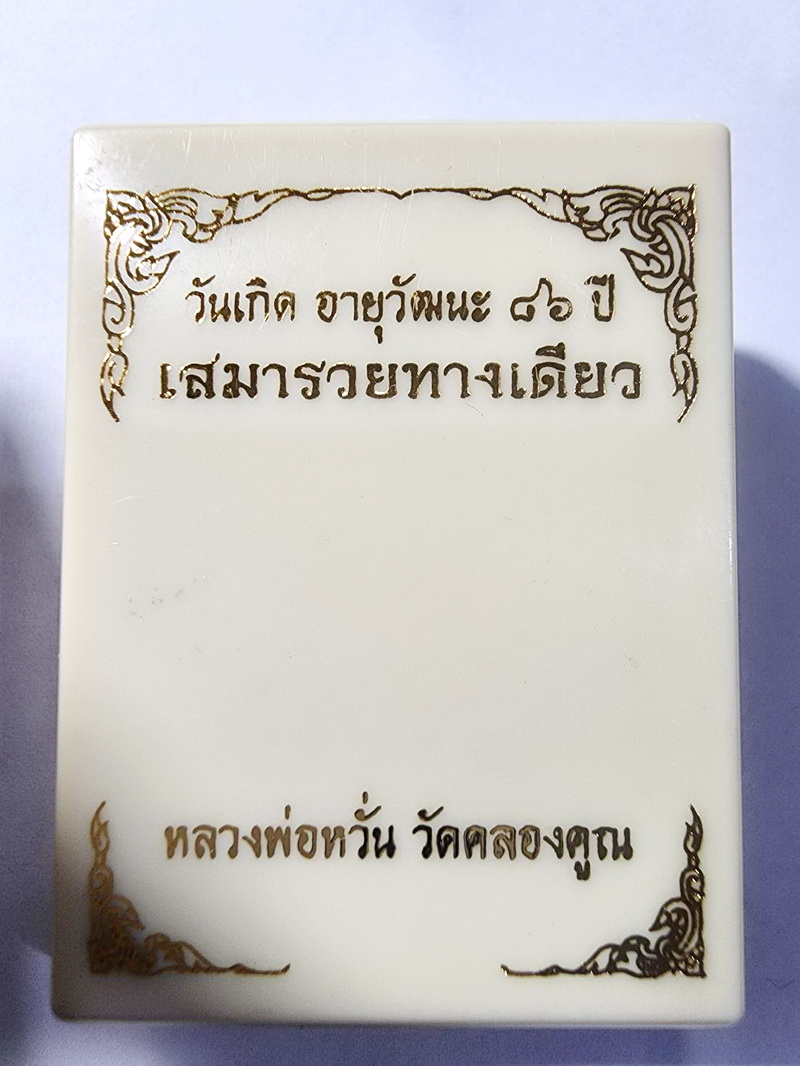 วันเกิด อายุวัฒนะ ๘๖ ปี
เสมารวยทางเดียว
หลวงพ่อหวั่น วัดคลองคูณ